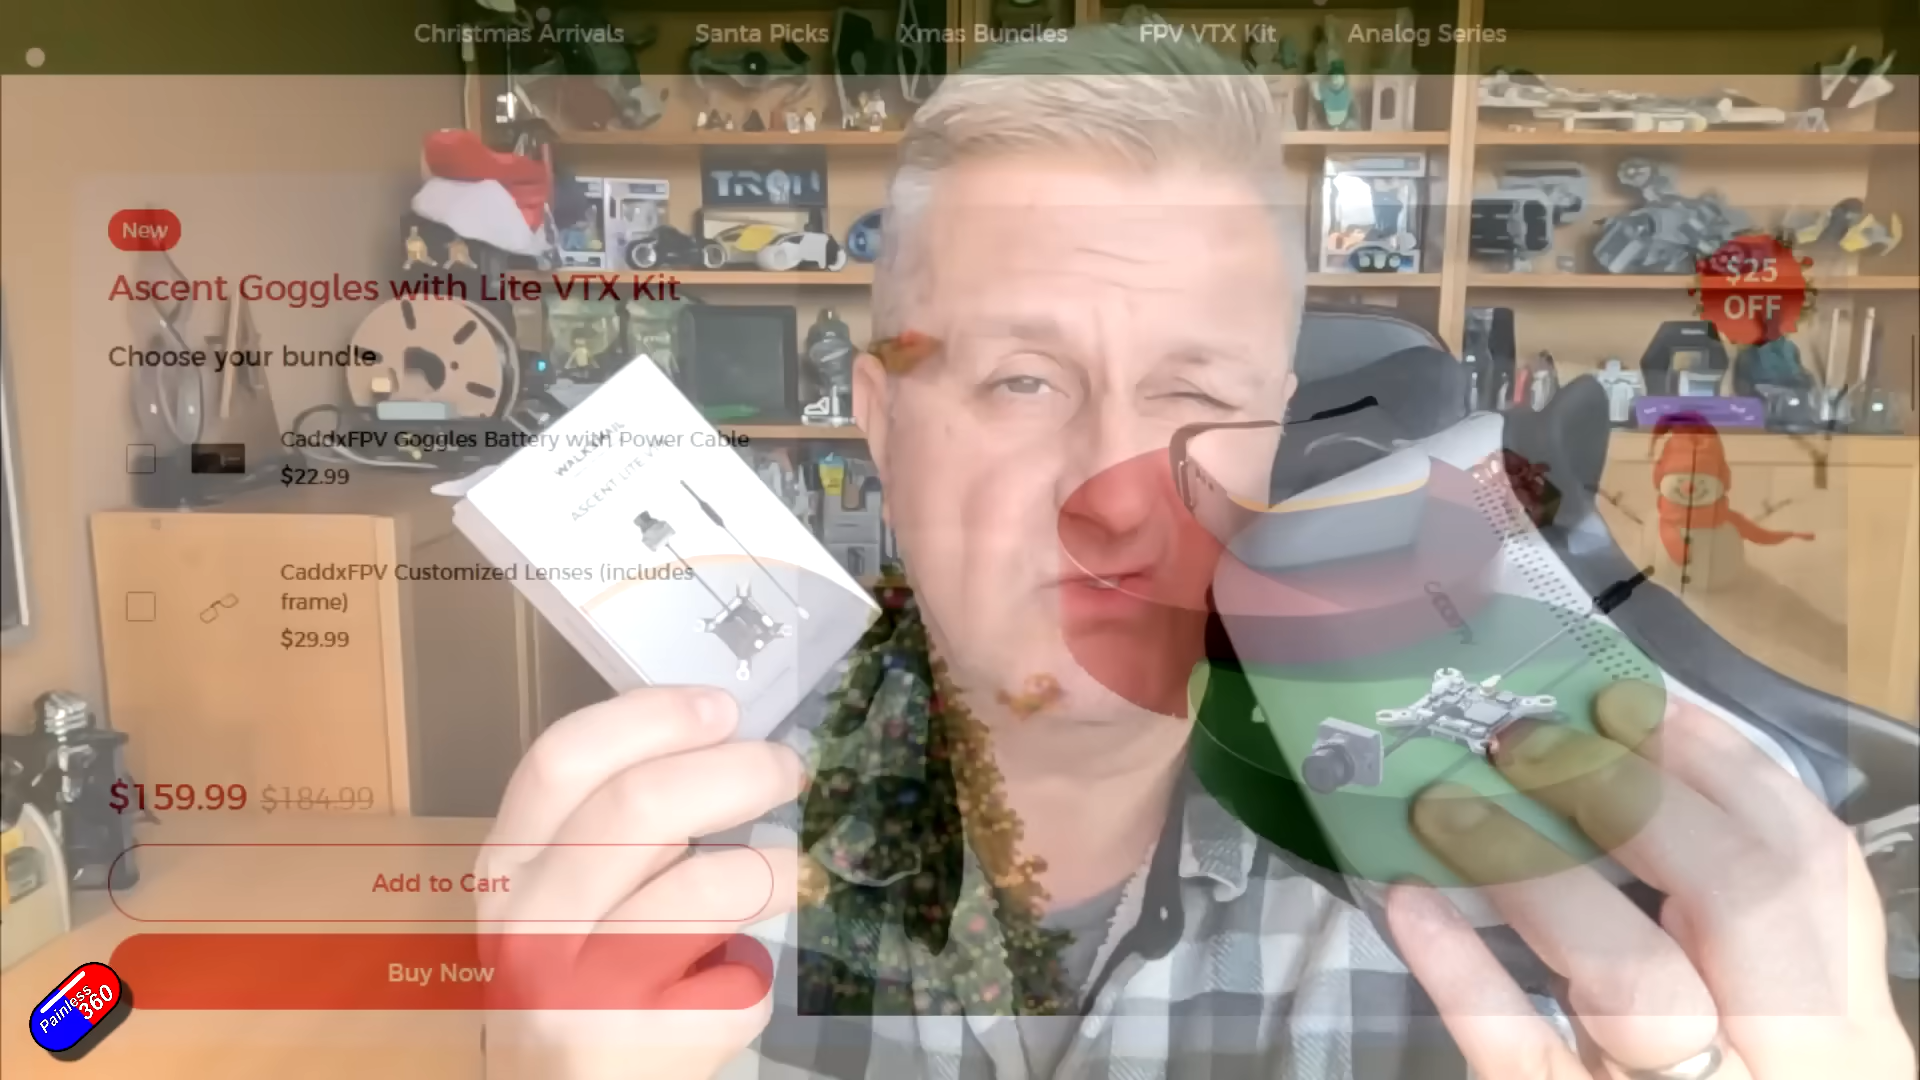 Christmas Arrivals
Santa Picks
Xmas Bundles
FPV VTX Kit
Analog Series
TRON
New
$25
OFF
Ascent Goggles with Lite VTX Kit
Choose your bundle
CaddxFPV Goggles Battery with Power Cable
$22.99
WALKSNAIL
ASCENT LITE VTX
CaddxFPV Customized Lenses (includes
frame)
$29.99
$159.99 $184.99
Add to Cart
Buy Now
Painless
360